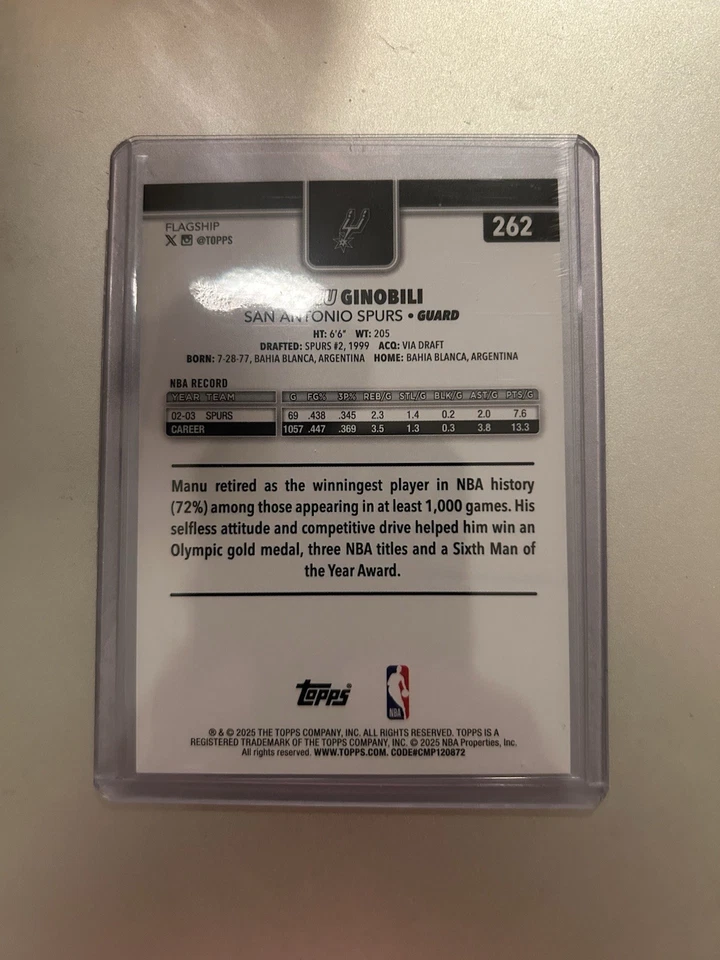 262
FLAGSHIP
@TOPPS
U GINOBILI
SAN ANTONIO SPURS • GUARD
HT: 6'6" WT: 205
DRAFTED: SPURS #2, 1999 ACQ: VIA DRAFT
BORN: 7-28-77, BAHIA BLANCA, ARGENTINA HOME: BAHIA BLANCA, ARGENTINA
NBA RECORD
YEAR TEAM G FG% 3P% REB/G STL/G BLK/G AST/G PTS/G
02-03 SPURS 69 .438 .345 2.3 1.4 0.2 2.0 7.6
CAREER 1057 .447 .369 3.5 1.3 0.3 3.8 13.3
Manu retired as the winningest player in NBA history
(72%) among those appearing in at least 1,000 games. His
selfless attitude and competitive drive helped him win an
Olympic gold medal, three NBA titles and a Sixth Man of
the Year Award.
Topps®
NBA
® & © 2025 THE TOPPS COMPANY, INC. ALL RIGHTS RESERVED. TOPPS IS A
REGISTERED TRADEMARK OF THE TOPPS COMPANY, INC. © 2025 NBA Properties, Inc.
All rights reserved. WWW.TOPPS.COM. CODE#CMP120872